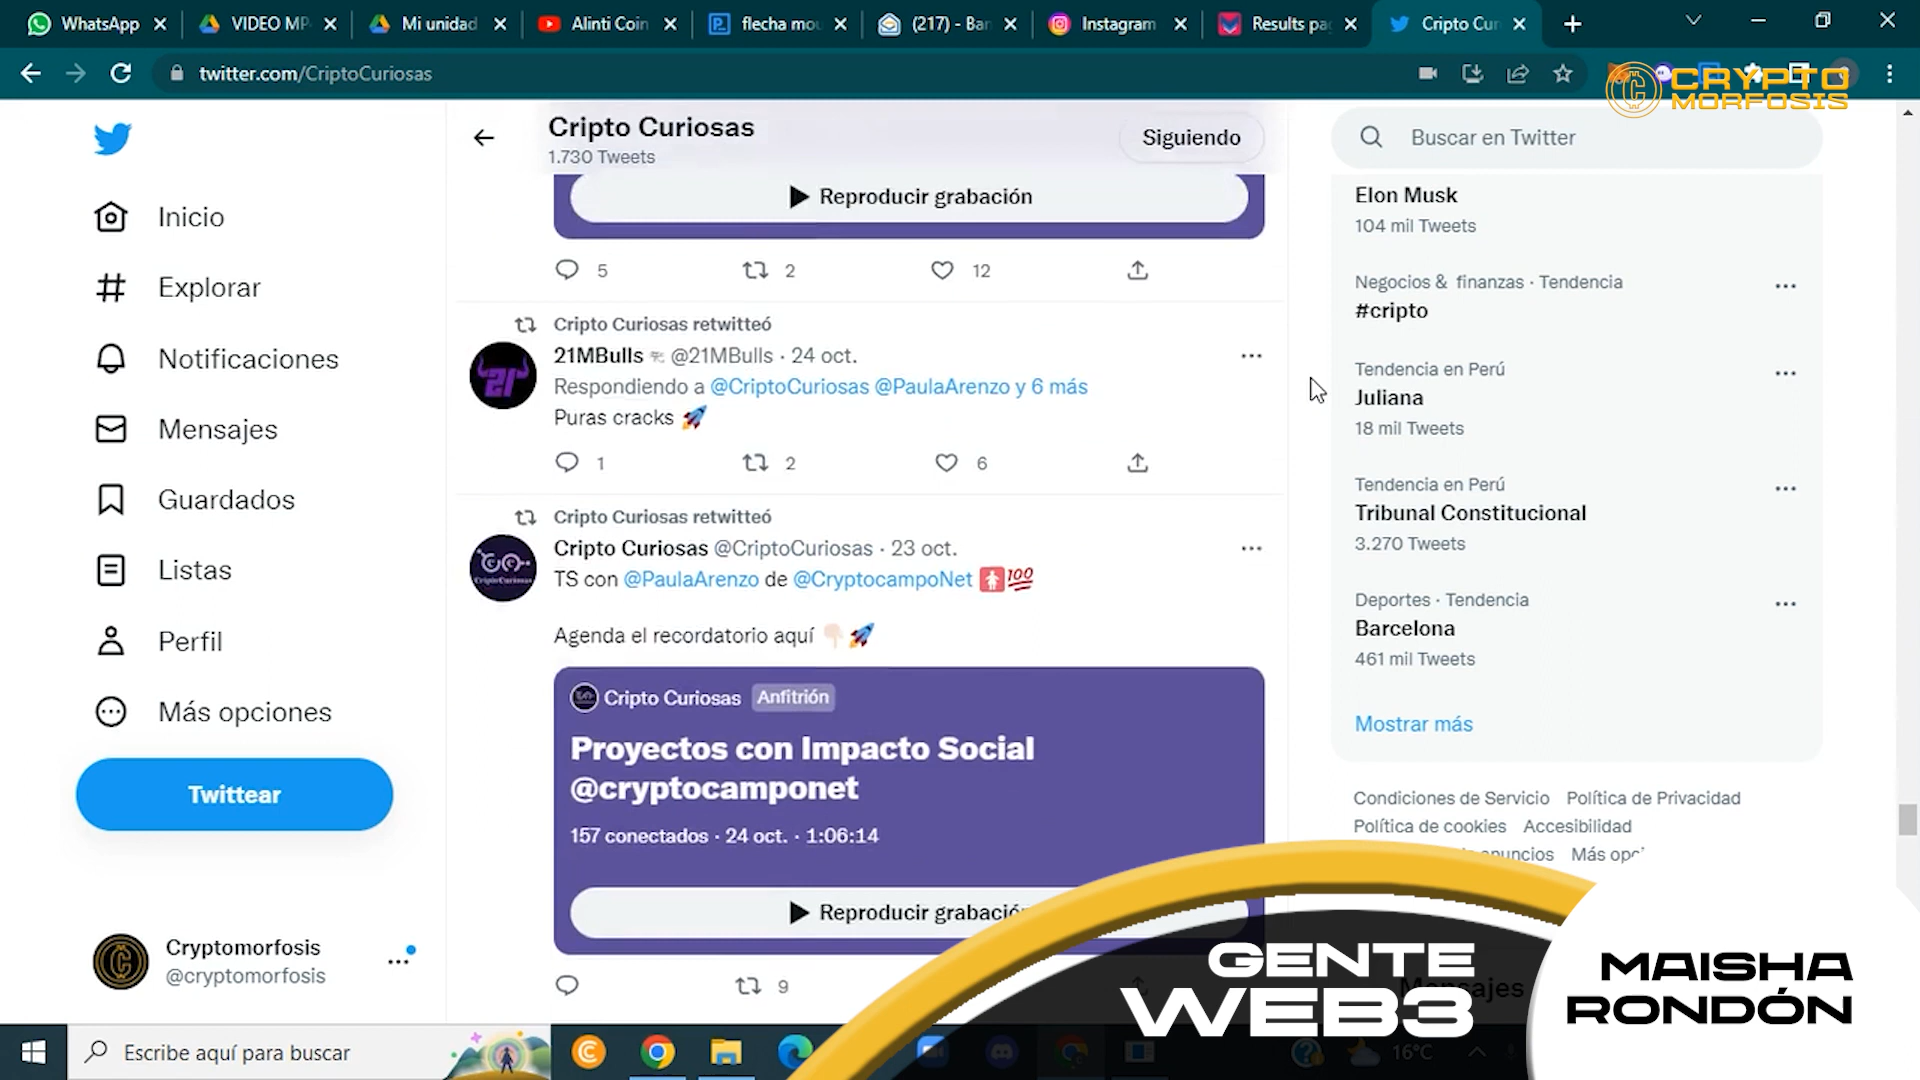 WhatsApp
VIDEO MP
Mi unidad
Alinti Coin
flecha mou
(217) - Ban
Instagram
Results pa
Cripto Cur
twitter.com/CriptoCuriosas
CRYPTO
MORFOSIS
Inicio
Explorar
Notificaciones
Mensajes
Guardados
Listas
Perfil
Más opciones
Twittear
Cryptomorfosis
@cryptomorfosis
Cripto Curiosas
1.730 Tweets
Siguiendo
Reproducir grabación
5 2 12
Cripto Curiosas retwitteó
21MBulls @21MBulls · 24 oct.
Respondiendo a @CriptoCuriosas @PaulaArenzo y 6 más
Puras cracks 🚀
1 2 6
Cripto Curiosas retwitteó
Cripto Curiosas @CriptoCuriosas · 23 oct.
TS con @PaulaArenzo de @CryptocampoNet 🚺💯
Agenda el recordatorio aquí 👇🏻🚀
Cripto Curiosas Anfitrión
Proyectos con Impacto Social
@cryptocamponet
157 conectados · 24 oct. · 1:06:14
Reproducir grabación
9
Buscar en Twitter
Elon Musk
104 mil Tweets
Negocios & finanzas · Tendencia
#cripto
Tendencia en Perú
Juliana
18 mil Tweets
Tendencia en Perú
Tribunal Constitucional
3.270 Tweets
Deportes · Tendencia
Barcelona
461 mil Tweets
Mostrar más
Condiciones de Servicio Política de Privacidad
Política de cookies Accesibilidad
anuncios Más opci
Mensajes
GENTE
WEB3
MAISHA
RONDÓN
Escribe aquí para buscar
16°C